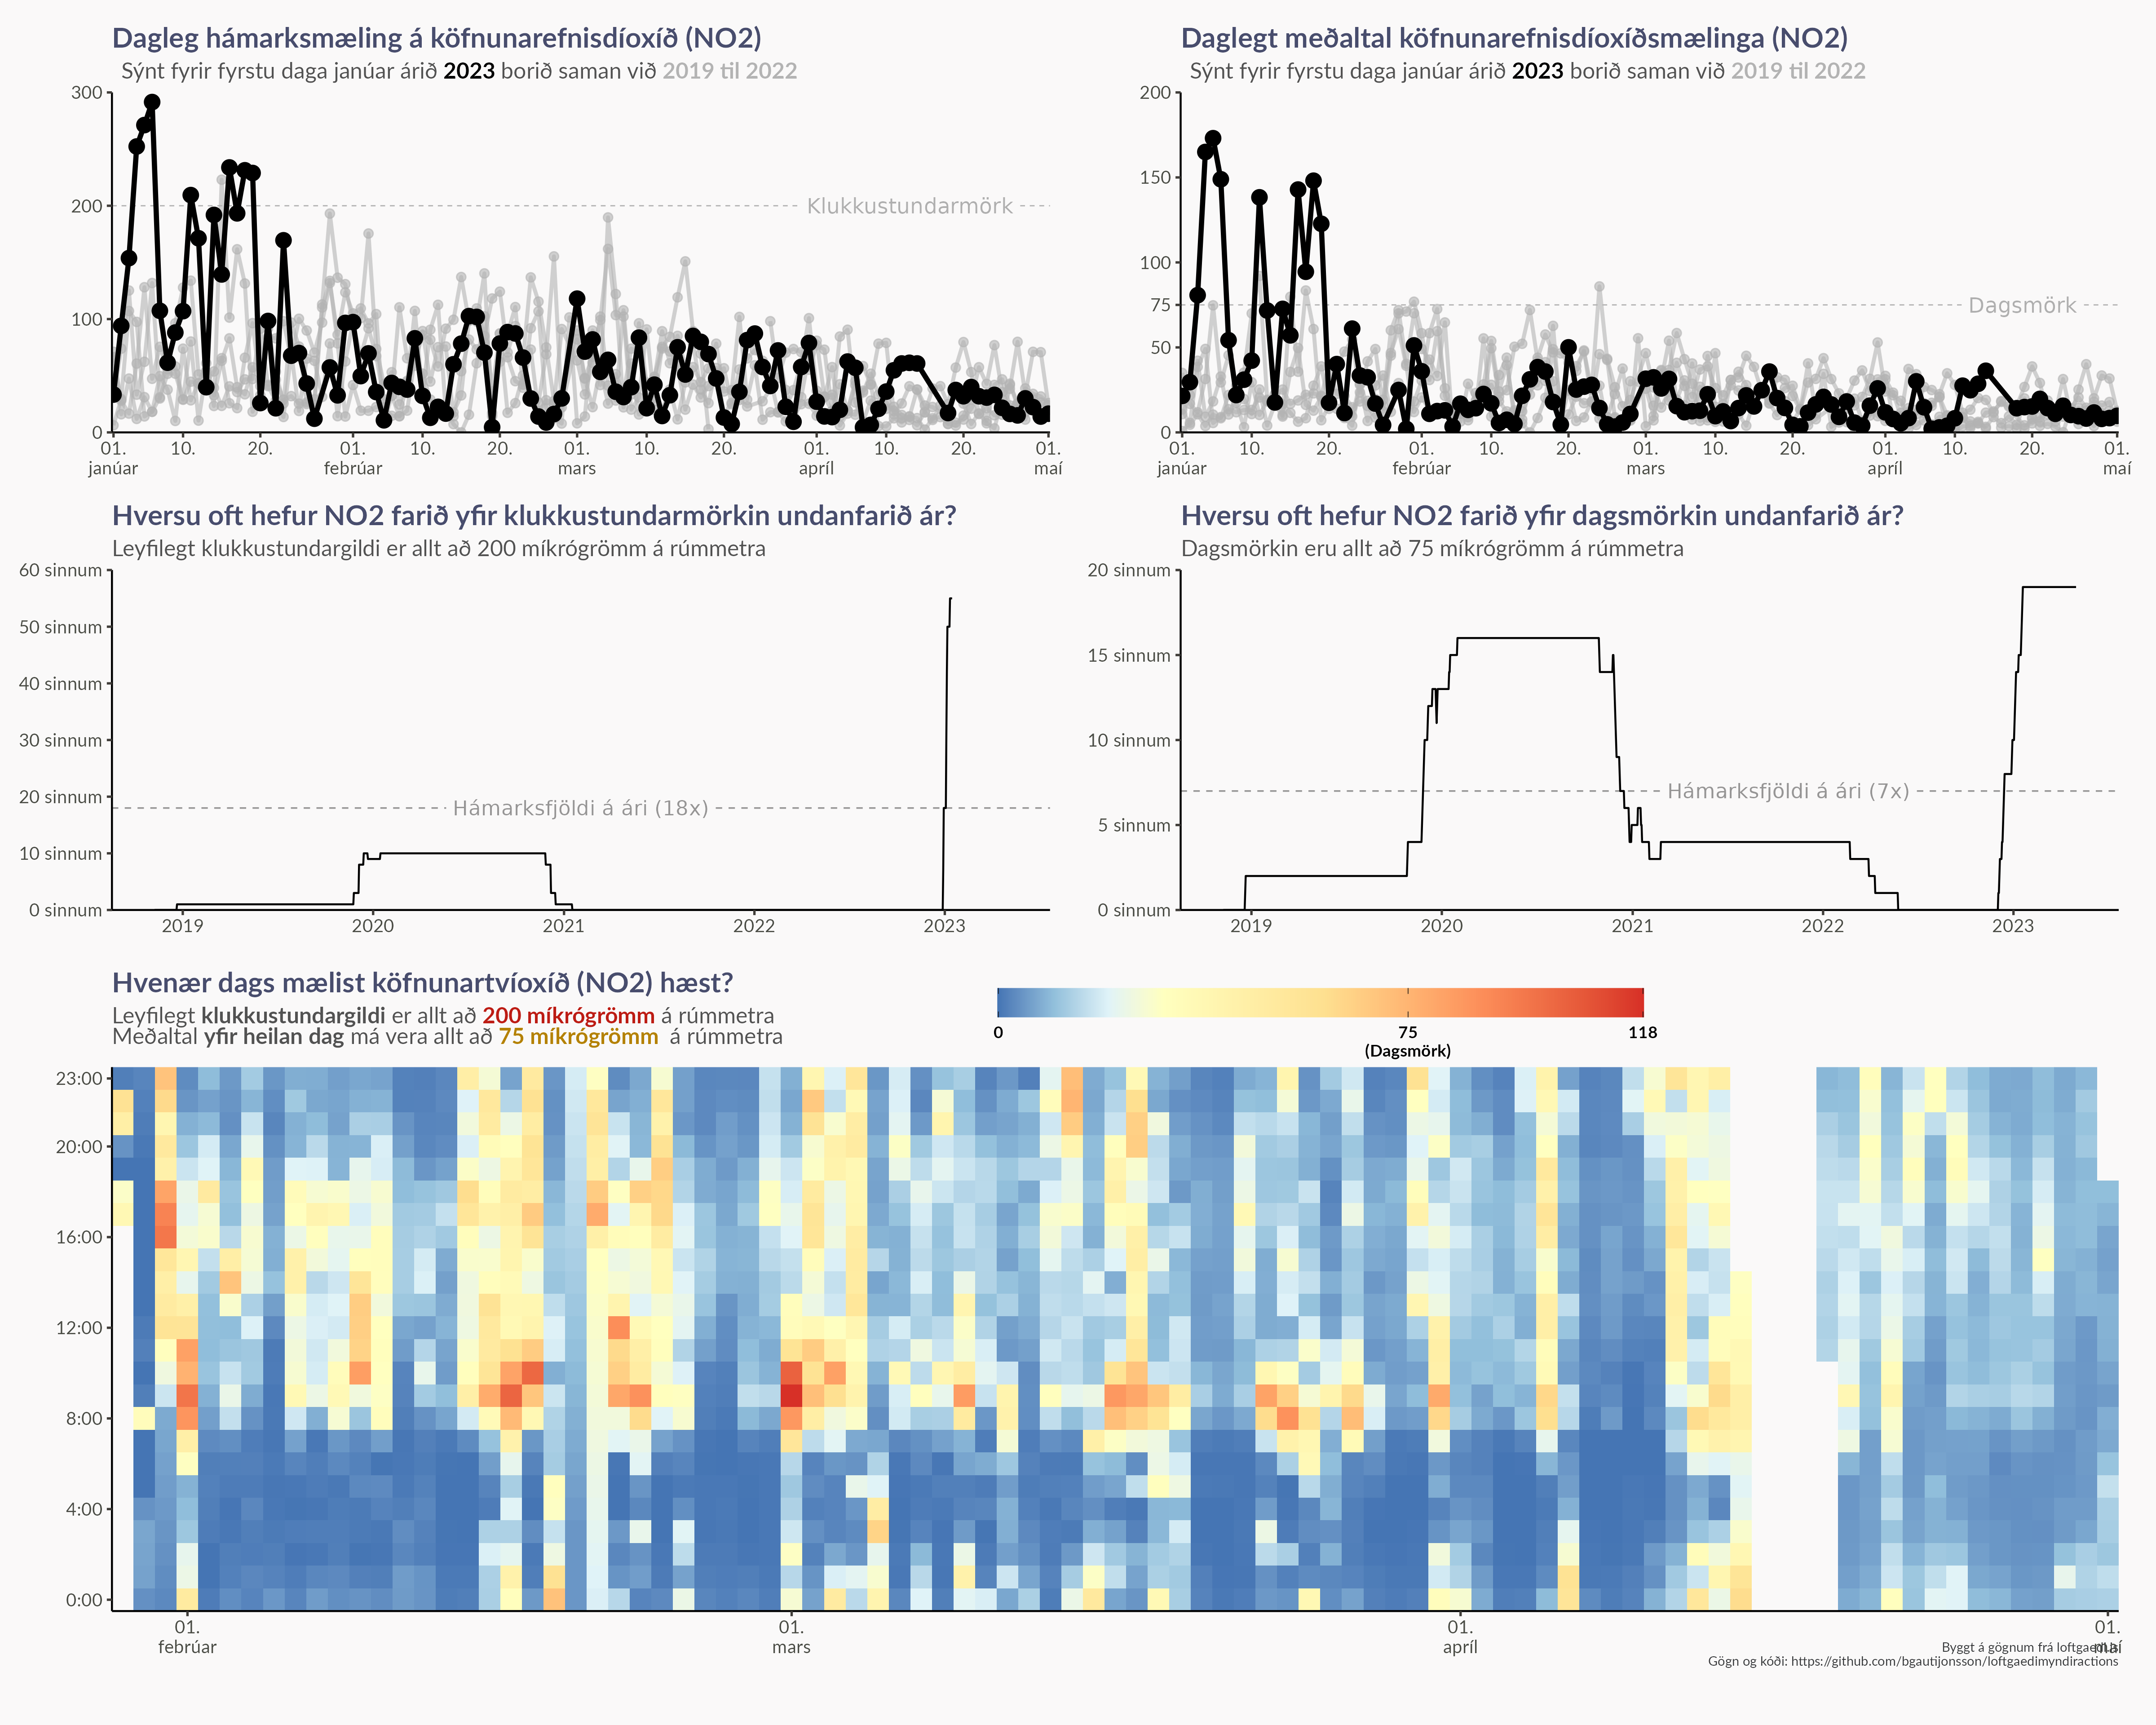 Dagleg hámarksmæling á köfnunarefnisdíoxíð (NO2)
Sýnt fyrir fyrstu daga janúar árið 2023 borið saman við 2019 til 2022
300
200
100
0
Klukkustundarmörk
01. 10. 20. 01. 10. 20. 01. 10. 20. 01. 10. 20. 01.
janúar febrúar mars apríl maí
Daglegt meðaltal köfnunarefnisdíoxíðsmælinga (NO2)
Sýnt fyrir fyrstu daga janúar árið 2023 borið saman við 2019 til 2022
200
150
100
75
50
0
Dagsmörk
01. 10. 20. 01. 10. 20. 01. 10. 20. 01. 10. 20. 01.
janúar febrúar mars apríl maí
Hversu oft hefur NO2 farið yfir klukkustundarmörkin undanfarið ár?
Leyfilegt klukkustundargildi er allt að 200 míkrógrömm á rúmmetra
60 sinnum
50 sinnum
40 sinnum
30 sinnum
20 sinnum
10 sinnum
0 sinnum
Hámarksfjöldi á ári (18x)
2019 2020 2021 2022 2023
Hversu oft hefur NO2 farið yfir dagsmörkin undanfarið ár?
Dagsmörkin eru allt að 75 míkrógrömm á rúmmetra
20 sinnum
15 sinnum
10 sinnum
5 sinnum
0 sinnum
Hámarksfjöldi á ári (7x)
2019 2020 2021 2022 2023
Hvenær dags mælist köfnunartvíoxíð (NO2) hæst?
Leyfilegt klukkustundargildi er allt að 200 míkrógrömm á rúmmetra
Meðaltal yfir heilan dag má vera allt að 75 míkrógrömm á rúmmetra
0 75 118
(Dagsmörk)
23:00
20:00
16:00
12:00
8:00
4:00
0:00
01. 01. 01. 01.
febrúar mars apríl maí
Byggt á gögnum frá
Gögn og kóði: https://github.com/bgautijonsson/loftgaedimyndiractions